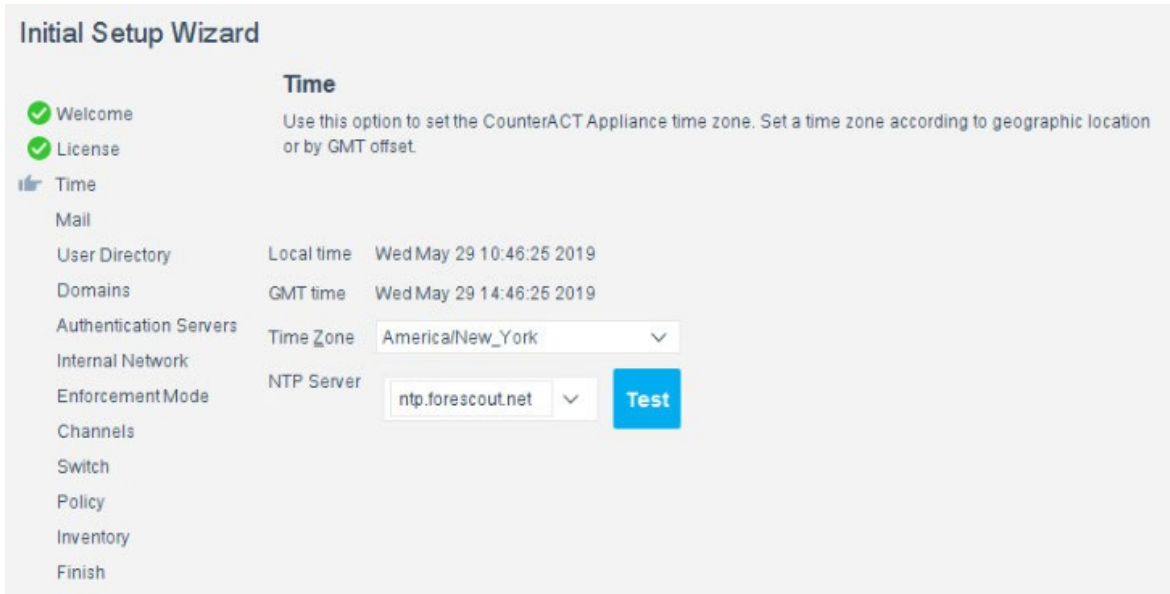 Initial Setup Wizard
Time
Use this option to set the CounterACT Appliance time zone. Set a time zone according to geographic location
or by GMT offset.
Welcome
License
Time
Mail
User Directory
Domains
Authentication Servers
Internal Network
Enforcement Mode
Channels
Switch
Policy
Inventory
Finish
Local time Wed May 29 10:46:25 2019
GMT time Wed May 29 14:46:25 2019
Time Zone America/New_York
NTP Server ntp.forescout.net Test